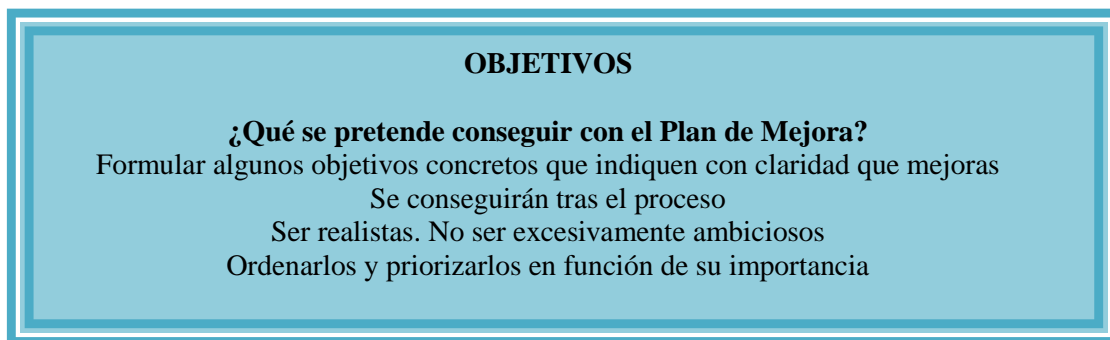 OBJETIVOS
¿Qué se pretende conseguir con el Plan de Mejora?
Formular algunos objetivos concretos que indiquen con claridad que mejoras
Se conseguirán tras el proceso
Ser realistas. No ser excesivamente ambiciosos
Ordenarlos y priorizarlos en función de su importancia